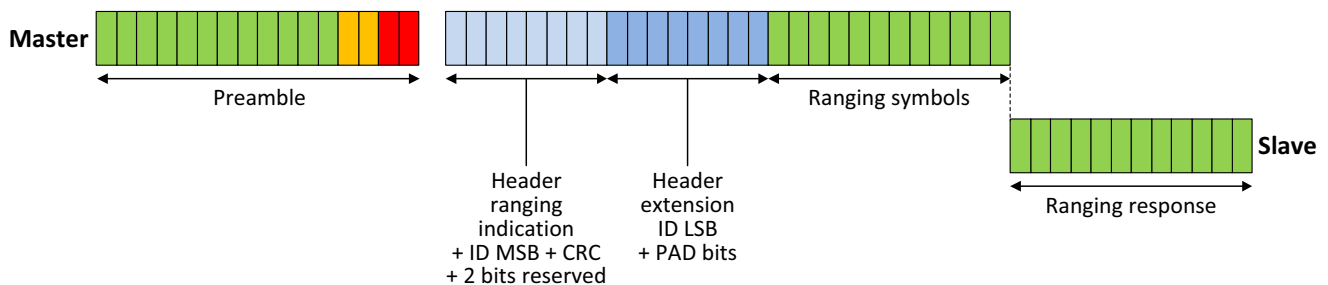 Master
Preamble
Ranging symbols
Slave
Ranging response
Header
ranging
indication
+ ID MSB + CRC
+ 2 bits reserved
Header
extension
ID LSB
+ PAD bits